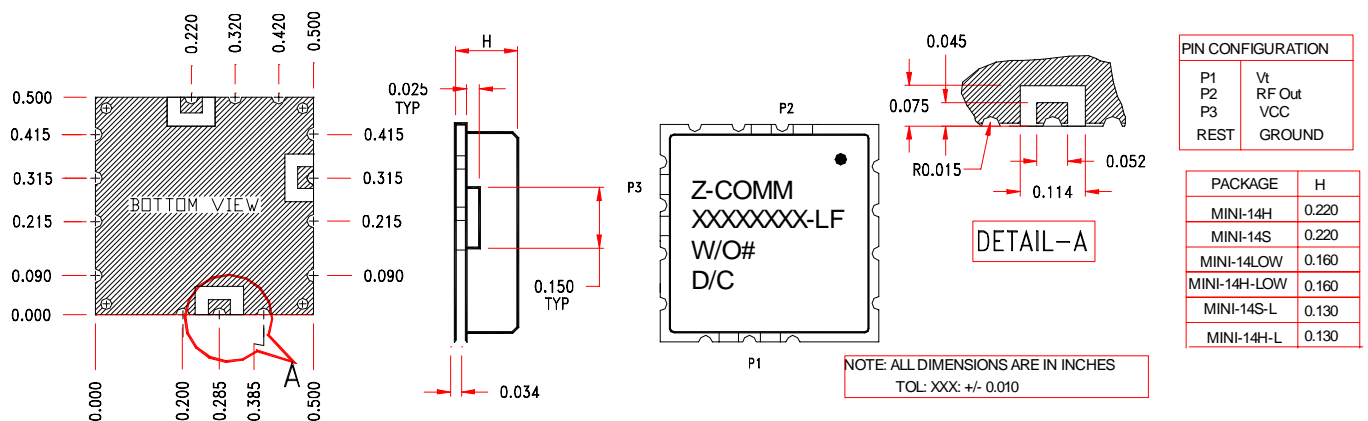 0.220
0.320
0.420
0.500
0.500
0.415
0.315
0.215
0.090
0.000
0.415
0.315
0.215
0.090
BOTTOM VIEW
0.000
0.200
0.285
0.385
0.500
A
H
0.025
TYP
0.150
TYP
0.034
P2
P3
Z-COMM
XXXXXXXXX-LF
W/O#
D/C
P1
0.045
0.075
R0.015
0.052
0.114
DETAIL-A
NOTE: ALL DIMENSIONS ARE IN INCHES
TOL: XXX: +/- 0.010
PIN CONFIGURATION
P1 Vt
P2 RF Out
P3 VCC
REST GROUND
PACKAGE H
MINI-14H 0.220
MINI-14S 0.220
MINI-14LOW 0.160
MINI-14H-LOW 0.160
MINI-14S-L 0.130
MINI-14H-L 0.130